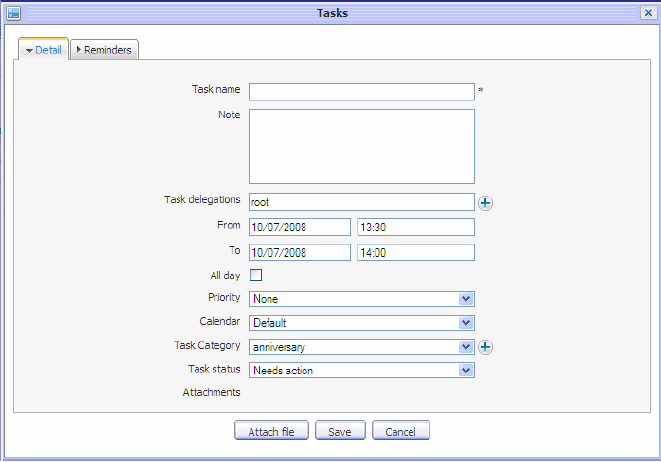 Tasks
Detail Reminders
Task name *
Note
Task delegations root
From 10/07/2008 13:30
To 10/07/2008 14:00
All day
Priority None
Calendar Default
Task Category anniversary
Task status Needs action
Attachments
Attach file Save Cancel